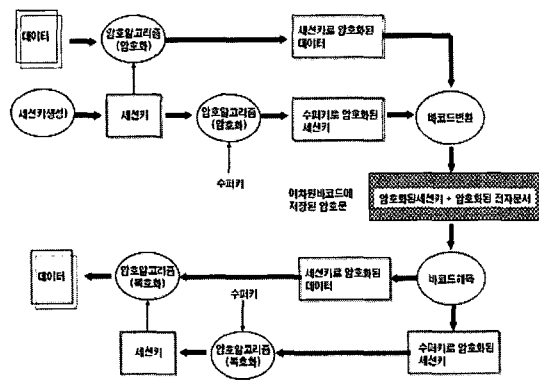 데이터
암호알고리즘
(암호화)
세션키로 암호화된
데이터
세션키생성
세션키
암호알고리즘
(암호화)
수퍼키로 암호화된
세션키
바코드변환
수퍼키
이차원바코드에
저장된 암호문
암호화된세션키 + 암호화된 전자문서
데이터
암호알고리즘
(복호화)
세션키로 암호화된
데이터
바코드해독
수퍼키
세션키
암호알고리즘
(복호화)
수퍼키로 암호화된
세션키